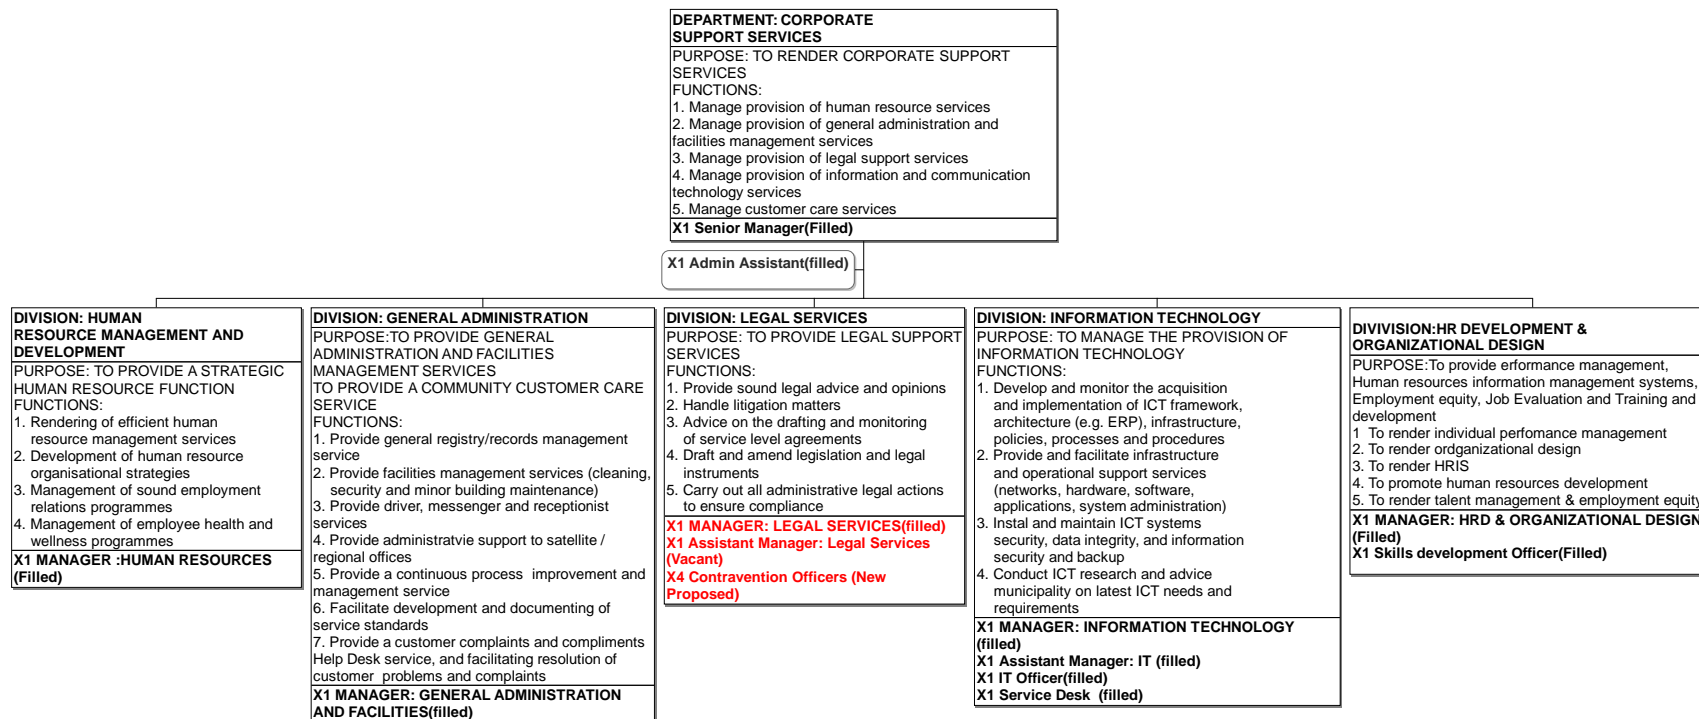 DEPARTMENT: CORPORATE
SUPPORT SERVICES
PURPOSE: TO RENDER CORPORATE SUPPORT
SERVICES
FUNCTIONS:
1. Manage provision of human resource services
2. Manage provision of general administration and
facilities management services
3. Manage provision of legal support services
4. Manage provision of information and communication
technology services
5. Manage customer care services
X1 Senior Manager(Filled)
X1 Admin Assistant(filled)
DIVISION: HUMAN
RESOURCE MANAGEMENT AND
DEVELOPMENT
PURPOSE: TO PROVIDE A STRATEGIC
HUMAN RESOURCE FUNCTION
FUNCTIONS:
1. Rendering of efficient human
resource management services
2. Development of human resource
organisational strategies
3. Management of sound employment
relations programmes
4. Management of employee health and
wellness programmes
X1 MANAGER :HUMAN RESOURCES
(Filled)
DIVISION: GENERAL ADMINISTRATION
PURPOSE:TO PROVIDE GENERAL
ADMINISTRATION AND FACILITIES
MANAGEMENT SERVICES
TO PROVIDE A COMMUNITY CUSTOMER CARE
SERVICE
FUNCTIONS:
1. Provide general registry/records management
service
2. Provide facilities management services (cleaning,
security and minor building maintenance)
3. Provide driver, messenger and receptionist
services
4. Provide administratvie support to satellite /
regional offices
5. Provide a continuous process improvement and
management service
6. Facilitate development and documenting of
service standards
7. Provide a customer complaints and compliments
Help Desk service, and facilitating resolution of
customer problems and complaints
X1 MANAGER: GENERAL ADMINISTRATION
AND FACILITIES(filled)
DIVISION: LEGAL SERVICES
PURPOSE: TO PROVIDE LEGAL SUPPORT
SERVICES
FUNCTIONS:
1. Provide sound legal advice and opinions
2. Handle litigation matters
3. Advice on the drafting and monitoring
of service level agreements
4. Draft and amend legislation and legal
instruments
5. Carry out all administrative legal actions
to ensure compliance
X1 MANAGER: LEGAL SERVICES(filled)
X1 Assistant Manager: Legal Services
(Vacant)
X4 Contravention Officers (New
Proposed)
DIVISION: INFORMATION TECHNOLOGY
PURPOSE: TO MANAGE THE PROVISION OF
INFORMATION TECHNOLOGY
FUNCTIONS:
1. Develop and monitor the acquisition
and implementation of ICT framework,
architecture (e.g. ERP), infrastructure,
policies, processes and procedures
2. Provide and facilitate infrastructure
and operational support services
(networks, hardware, software,
applications, system administration)
3. Instal and maintain ICT systems
security, data integrity, and information
security and backup
4. Conduct ICT research and advice
municipality on latest ICT needs and
requirements
X1 MANAGER: INFORMATION TECHNOLOGY
(filled)
X1 Assistant Manager: IT (filled)
X1 IT Officer(filled)
X1 Service Desk (filled)
DIVIVISION:HR DEVELOPMENT &
ORGANIZATIONAL DESIGN
PURPOSE:To provide erformance management,
Human resources information management systems,
Employment equity, Job Evaluation and Training and
development
1 To render individual perfomance management
2. To render ordganizational design
3. To render HRIS
4. To promote human resources development
5. To render talent management & employment equity
X1 MANAGER: HRD & ORGANIZATIONAL DESIGN
(Filled)
X1 Skills development Officer(Filled)